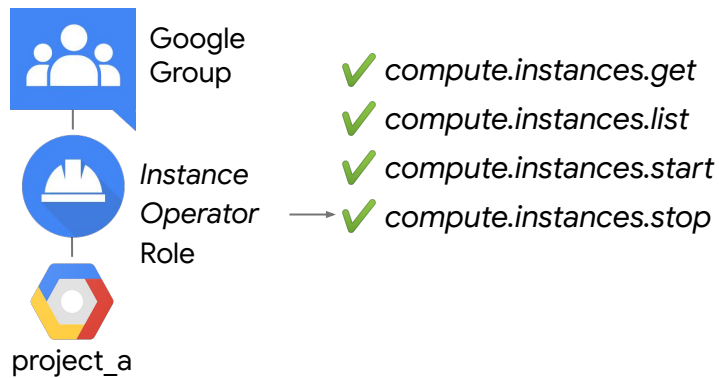 Google
Group
Instance
Operator
Role
project_a
compute.instances.get
compute.instances.list
compute.instances.start
compute.instances.stop